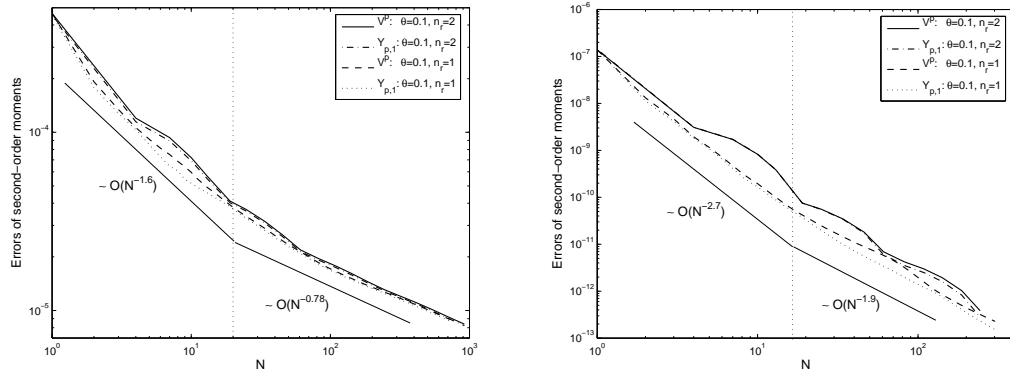 V^p: θ=0.1, n_r=2
Y_{p,1}: θ=0.1, n_r=2
V^p: θ=0.1, n_r=1
Y_{p,1}: θ=0.1, n_r=1
10^{-4}
10^{-5}
Errors of second−order moments
~ O(N^{−1.6})
~ O(N^{−0.78})
10^0 10^1 10^2 10^3
N
V^p: θ=0.1, n_r=2
Y_{p,1}: θ=0.1, n_r=2
V^p: θ=0.1, n_r=1
Y_{p,1}: θ=0.1, n_r=1
10^{−6}
10^{−7}
10^{−8}
10^{−9}
10^{−10}
10^{−11}
10^{−12}
10^{−13}
Errors of second−order moments
~ O(N^{−2.7})
~ O(N^{−1.9})
10^0 10^1 10^2
N